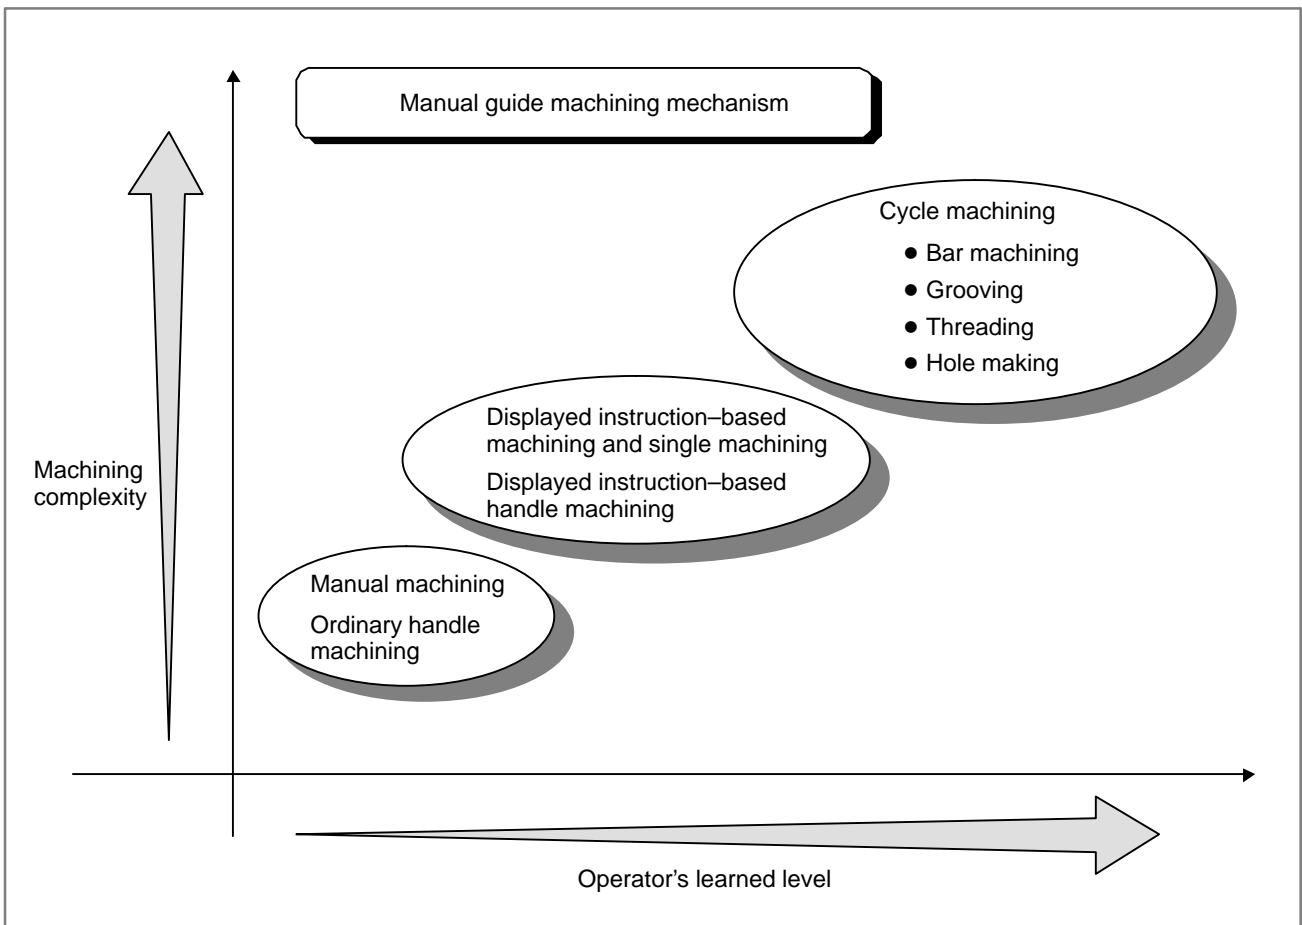 Manual guide machining mechanism
Cycle machining
● Bar machining
● Grooving
● Threading
● Hole making
Displayed instruction–based
machining and single machining
Displayed instruction–based
handle machining
Machining
complexity
Manual machining
Ordinary handle
machining
Operator's learned level